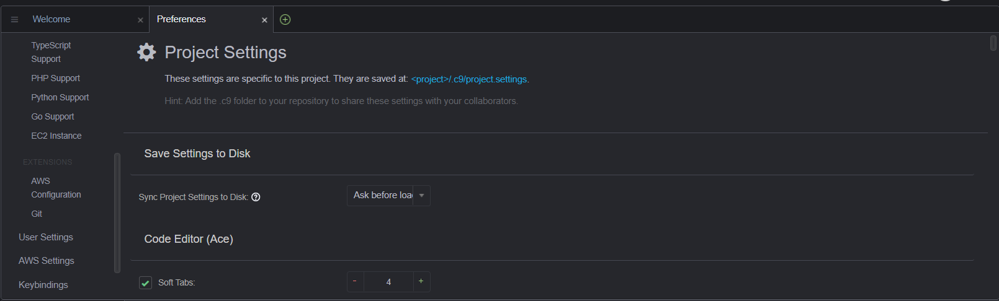 Welcome
Preferences
TypeScript
Support
PHP Support
Python Support
Go Support
EC2 Instance
EXTENSIONS
AWS
Configuration
Git
User Settings
AWS Settings
Keybindings
Project Settings
These settings are specific to this project. They are saved at: <project>/.c9/project.settings.
Hint: Add the .c9 folder to your repository to share these settings with your collaborators.
Save Settings to Disk
Sync Project Settings to Disk: ? Ask before loa
Code Editor (Ace)
Soft Tabs: - 4 +